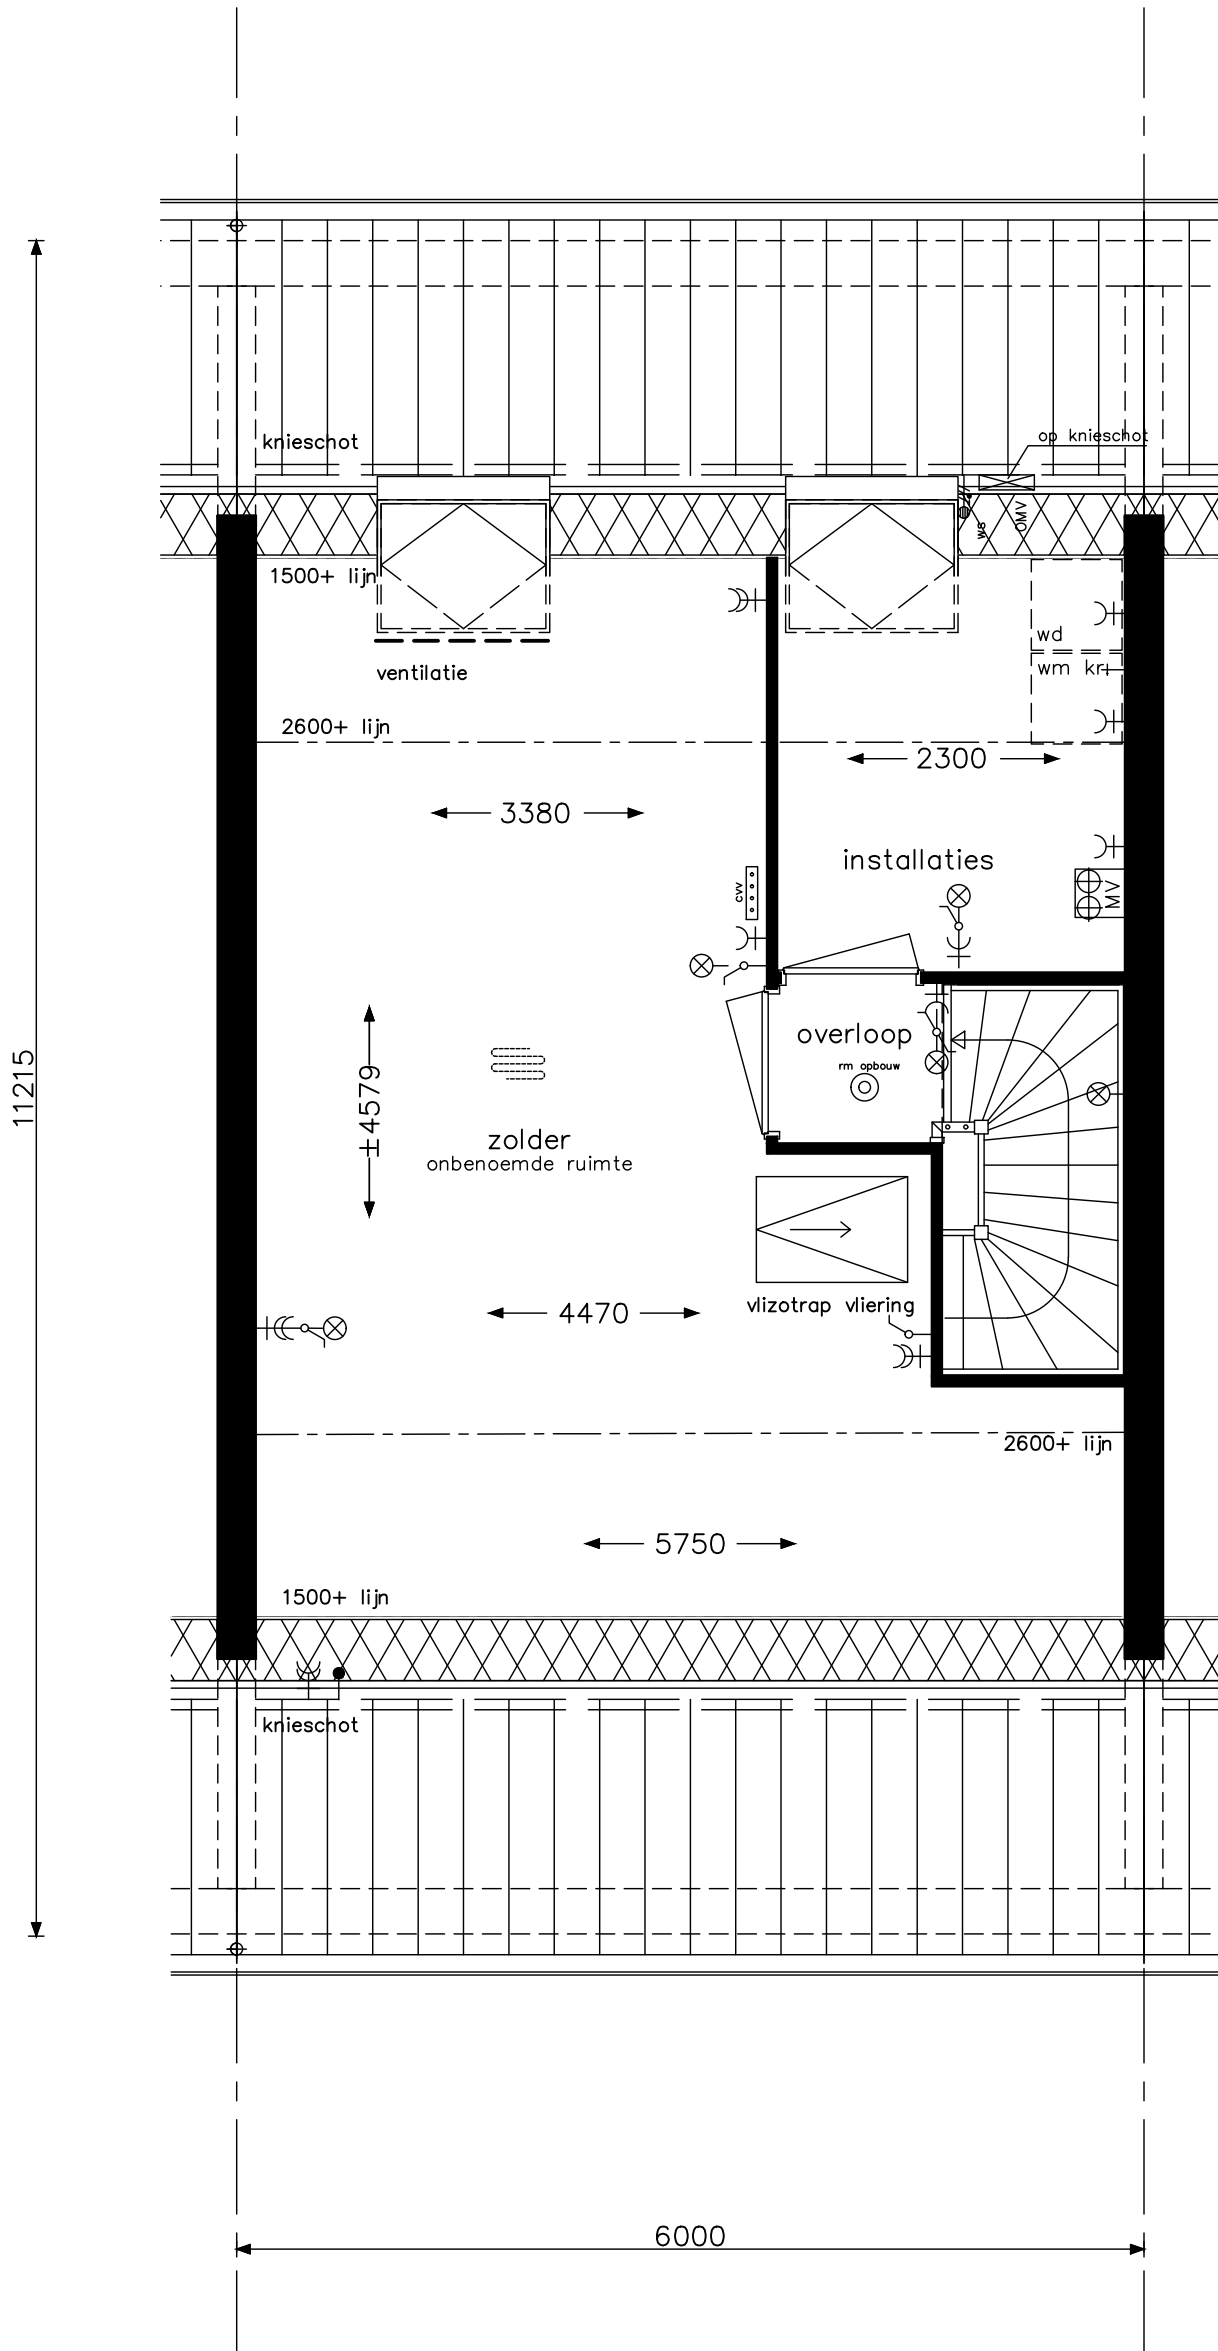 knieschot
op knieschot
ws
OMV
1500+ lijn
wd
wm kr.
ventilatie
2600+ lijn
2300
3380
installaties
cvv
MV
overloop
rm opbouw
11215
±4579
zolder
onbenoemde ruimte
vlizotrap vliering
4470
2600+ lijn
5750
1500+ lijn
knieschot
6000